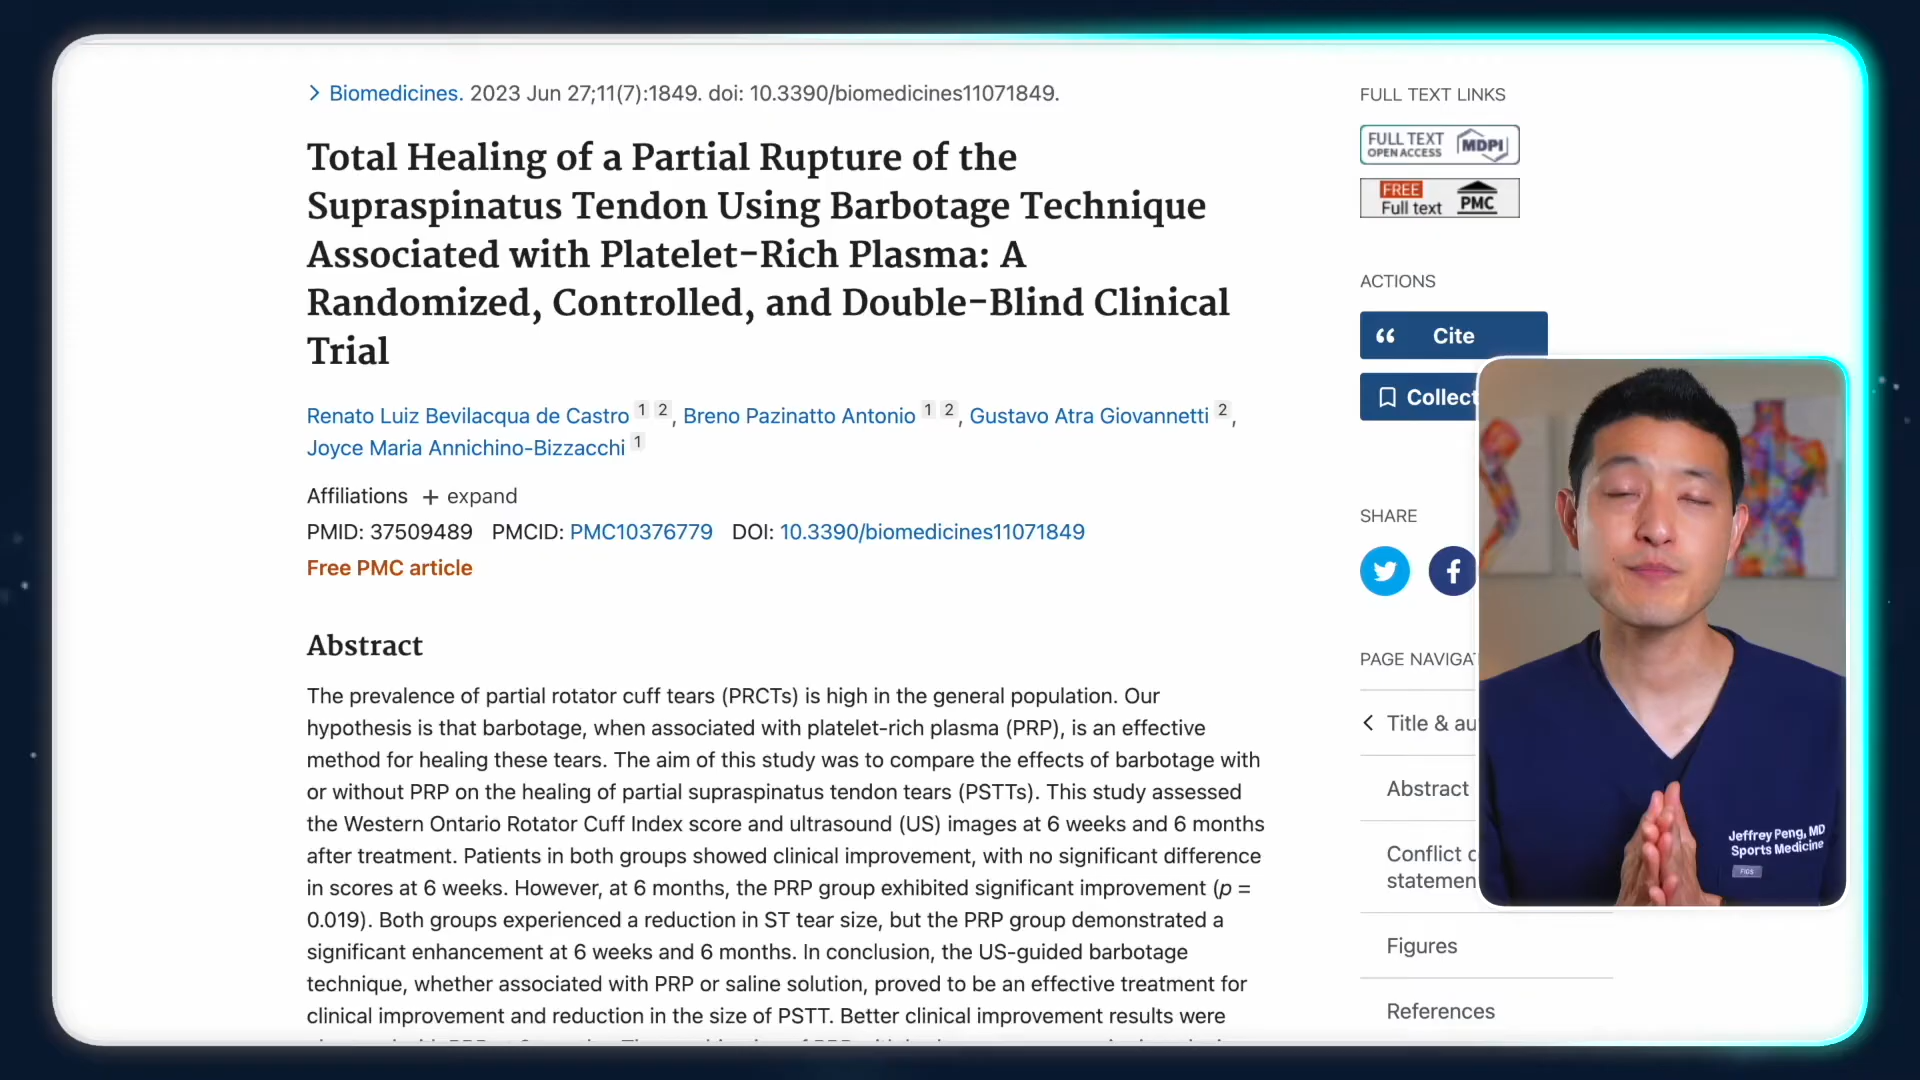 Biomedicines. 2023 Jun 27;11(7):1849. doi: 10.3390/biomedicines11071849.
Total Healing of a Partial Rupture of the
Supraspinatus Tendon Using Barbotage Technique
Associated with Platelet-Rich Plasma: A
Randomized, Controlled, and Double-Blind Clinical
Trial
Renato Luiz Bevilacqua de Castro 1 2, Breno Pazinatto Antonio 1 2, Gustavo Atra Giovannetti 2,
Joyce Maria Annichino-Bizzacchi 1
Affiliations + expand
PMID: 37509489 PMCID: PMC10376779 DOI: 10.3390/biomedicines11071849
Free PMC article
Abstract
The prevalence of partial rotator cuff tears (PRCTs) is high in the general population. Our
hypothesis is that barbotage, when associated with platelet-rich plasma (PRP), is an effective
method for healing these tears. The aim of this study was to compare the effects of barbotage with
or without PRP on the healing of partial supraspinatus tendon tears (PSTTs). This study assessed
the Western Ontario Rotator Cuff Index score and ultrasound (US) images at 6 weeks and 6 months
after treatment. Patients in both groups showed clinical improvement, with no significant difference
in scores at 6 weeks. However, at 6 months, the PRP group exhibited significant improvement (p =
0.019). Both groups experienced a reduction in ST tear size, but the PRP group demonstrated a
significant enhancement at 6 weeks and 6 months. In conclusion, the US-guided barbotage
technique, whether associated with PRP or saline solution, proved to be an effective treatment for
clinical improvement and reduction in the size of PSTT. Better clinical improvement results were
FULL TEXT LINKS
FULL TEXT
OPEN ACCESS
MDPI
FREE
Full text
PMC
ACTIONS
Cite
Collect
SHARE
f
PAGE NAVIGAT
Title & au
Abstract
Conflict o
statemen
Figures
References
Jeffrey Peng, MD
Sports Medicine
FIGS